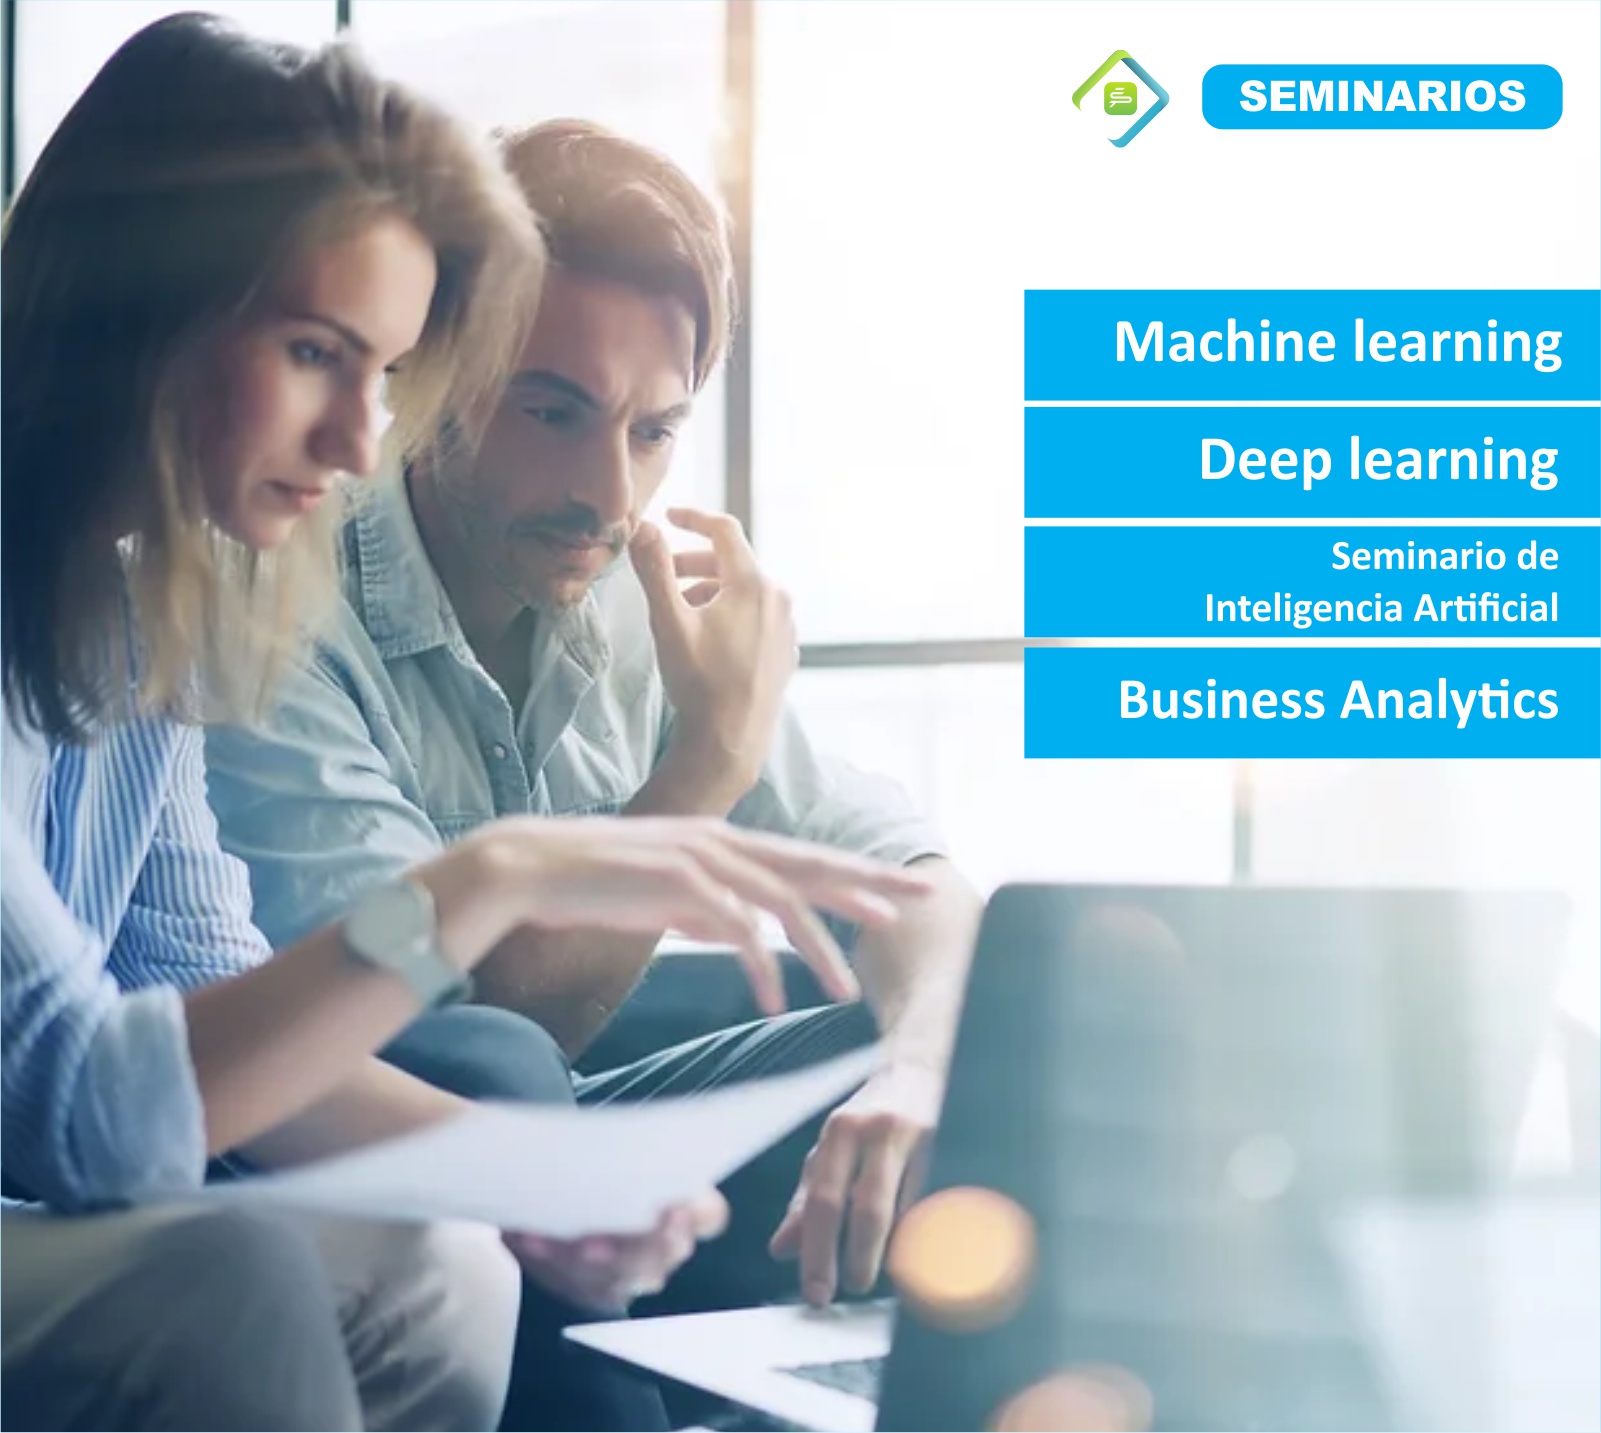 SEMINARIOS
Machine learning
Deep learning
Seminario de
Inteligencia Artificial
Business Analytics